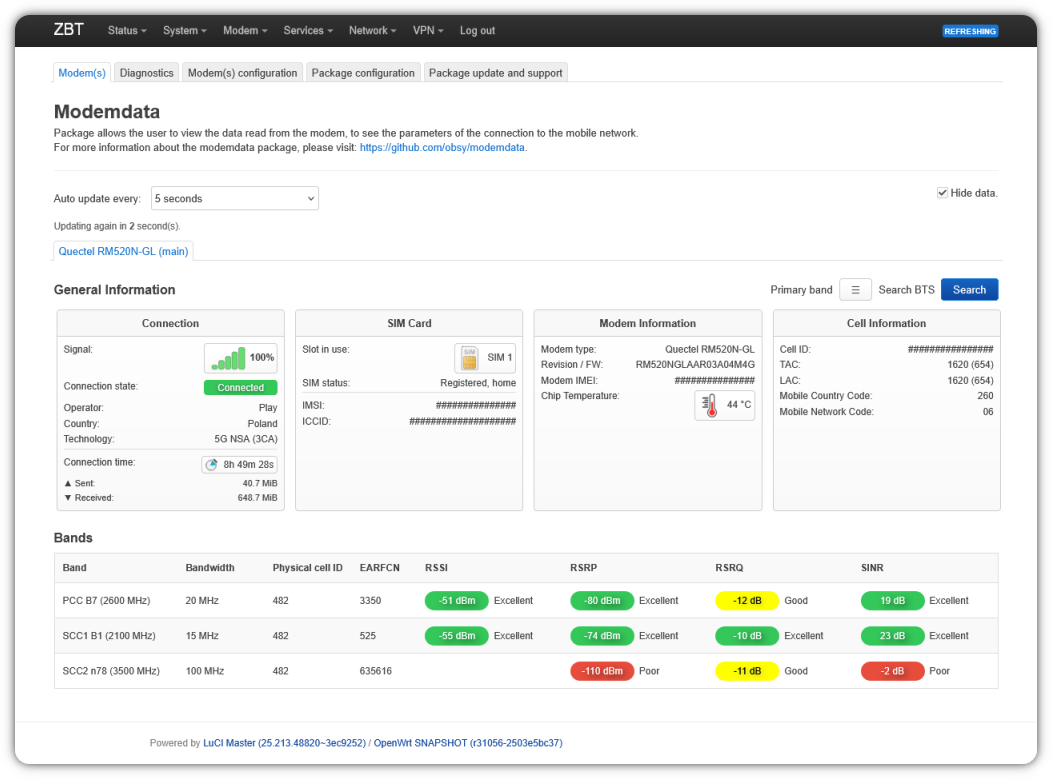 ZBT Status System Modem Services Network VPN Log out REFRESHING
Modem(s) Diagnostics Modem(s) configuration Package configuration Package update and support
Modemdata
Package allows the user to view the data read from the modem, to see the parameters of the connection to the mobile network.
For more information about the modemdata package, please visit: https://github.com/obsy/modemdata.
Auto update every: 5 seconds
Hide data.
Updating again in 2 second(s).
Quectel RM520N-GL (main)
General Information
Primary band ☰ Search BTS Search
Connection
Signal: 100%
Connection state: Connected
Operator: Play
Country: Poland
Technology: 5G NSA (3CA)
Connection time: 8h 49m 28s
▲ Sent: 40.7 MiB
▼ Received: 648.7 MiB
SIM Card
Slot in use: SIM SIM 1
SIM status: Registered, home
IMSI: ###############
ICCID: ####################
Modem Information
Modem type: Quectel RM520N-GL
Revision / FW: RM520NGLAAR03A04M4G
Modem IMEI: ###############
Chip Temperature: 44 °C
Cell Information
Cell ID: ################
TAC: 1620 (654)
LAC: 1620 (654)
Mobile Country Code: 260
Mobile Network Code: 06
Bands
Band Bandwidth Physical cell ID EARFCN RSSI RSRP RSRQ SINR
PCC B7 (2600 MHz) 20 MHz 482 3350 -51 dBm Excellent -80 dBm Excellent -12 dB Good 19 dB Excellent
SCC1 B1 (2100 MHz) 15 MHz 482 525 -55 dBm Excellent -74 dBm Excellent -10 dB Excellent 23 dB Excellent
SCC2 n78 (3500 MHz) 100 MHz 482 635616 -110 dBm Poor -11 dB Good -2 dB Poor
Powered by LuCI Master (25.213.48820~3ec9252) / OpenWrt SNAPSHOT (r31056-2503e5bc37)